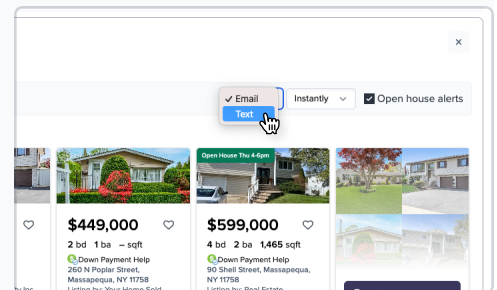 ×
✓ Email
Text
Instantly
Open house alerts
Open House Thu 4-6pm
$449,000
2 bd 1 ba – sqft
Down Payment Help
260 N Poplar Street,
Massapequa, NY 11758
Listing by: Your Home Sold
$599,000
4 bd 2 ba 1,465 sqft
Down Payment Help
90 Shell Street, Massapequa,
NY 11758
Listing by: Real Estate